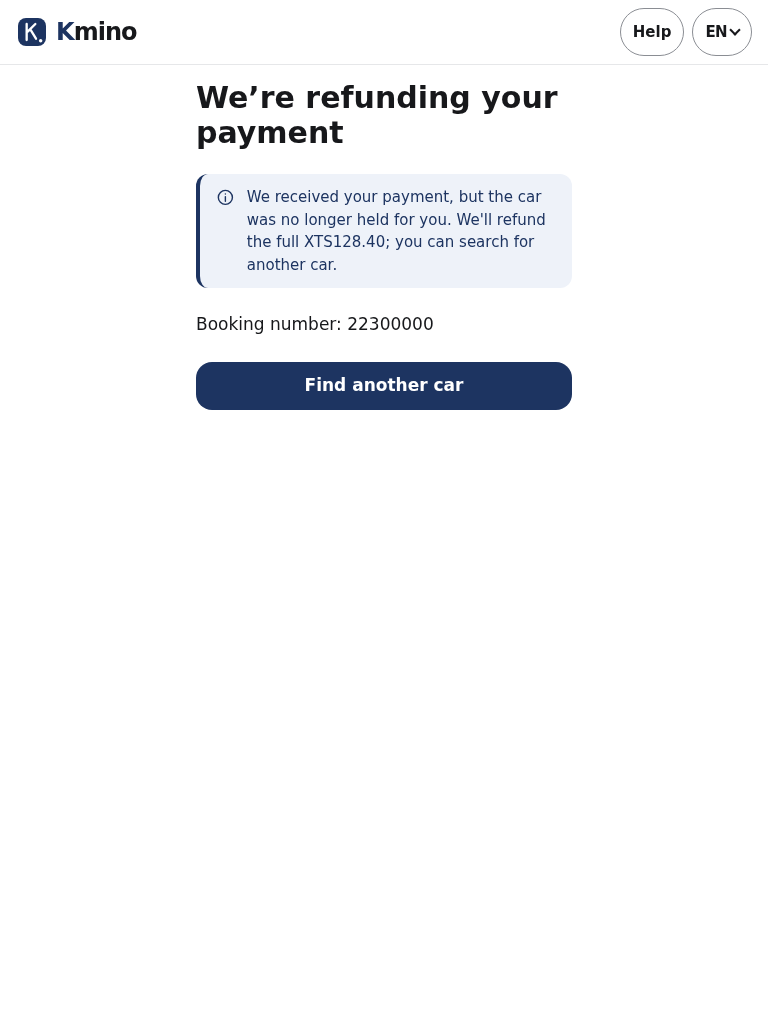 K. Kmino
Help
EN
We’re refunding your
payment
We received your payment, but the car
was no longer held for you. We'll refund
the full XTS128.40; you can search for
another car.
Booking number: 22300000
Find another car